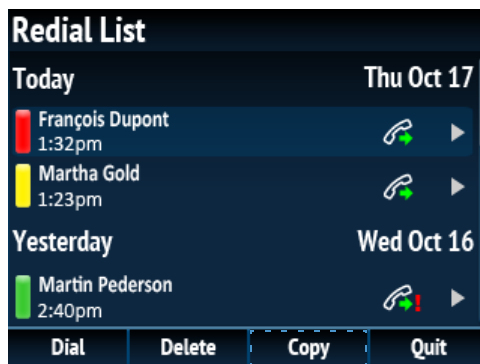 Redial List
Today Thu Oct 17
François Dupont
1:32pm
Martha Gold
1:23pm
Yesterday Wed Oct 16
Martin Pederson
2:40pm
Dial Delete Copy Quit